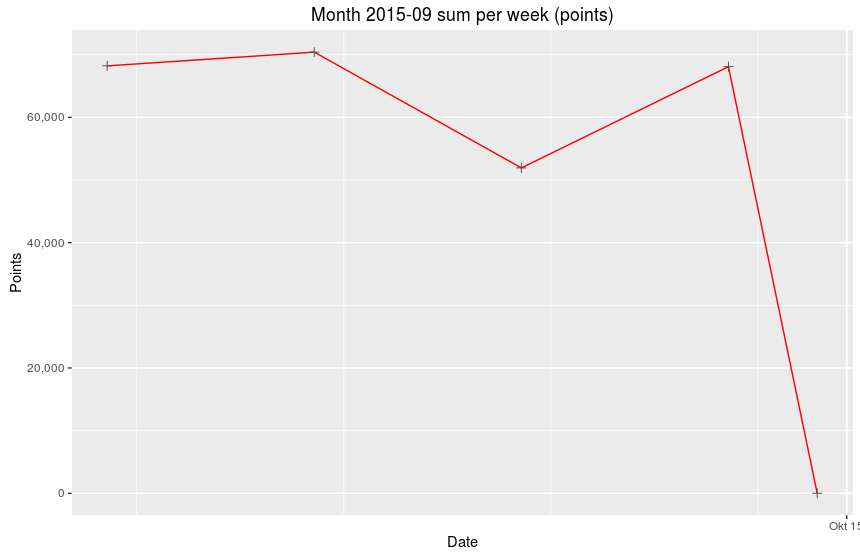 Month 2015-09 sum per week (points)
60,000
40,000
20,000
0
Points
Okt 15
Date